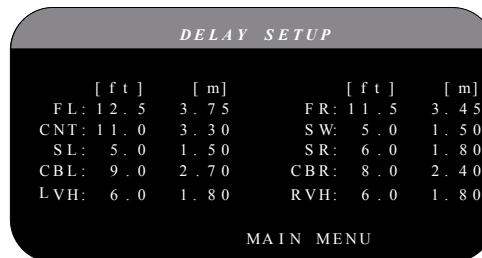 DELAY SETUP
[ft] [m] [ft] [m]
FL: 12.5 3.75 FR: 11.5 3.45
CNT: 11.0 3.30 SW: 5.0 1.50
SL: 5.0 1.50 SR: 6.0 1.80
CBL: 9.0 2.70 CBR: 8.0 2.40
LVH: 6.0 1.80 RVH: 6.0 1.80
MAIN MENU